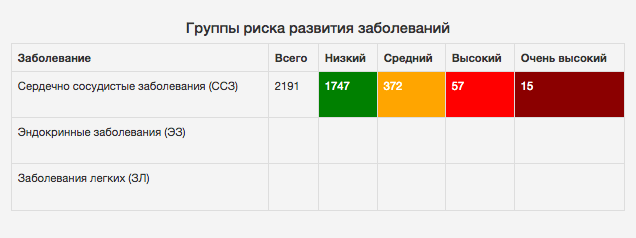 Группы риска развития заболеваний
Заболевание Всего Низкий Средний Высокий Очень высокий
Сердечно сосудистые заболевания (ССЗ) 2191 1747 372 57 15
Эндокринные заболевания (ЭЗ)
Заболевания легких (ЗЛ)